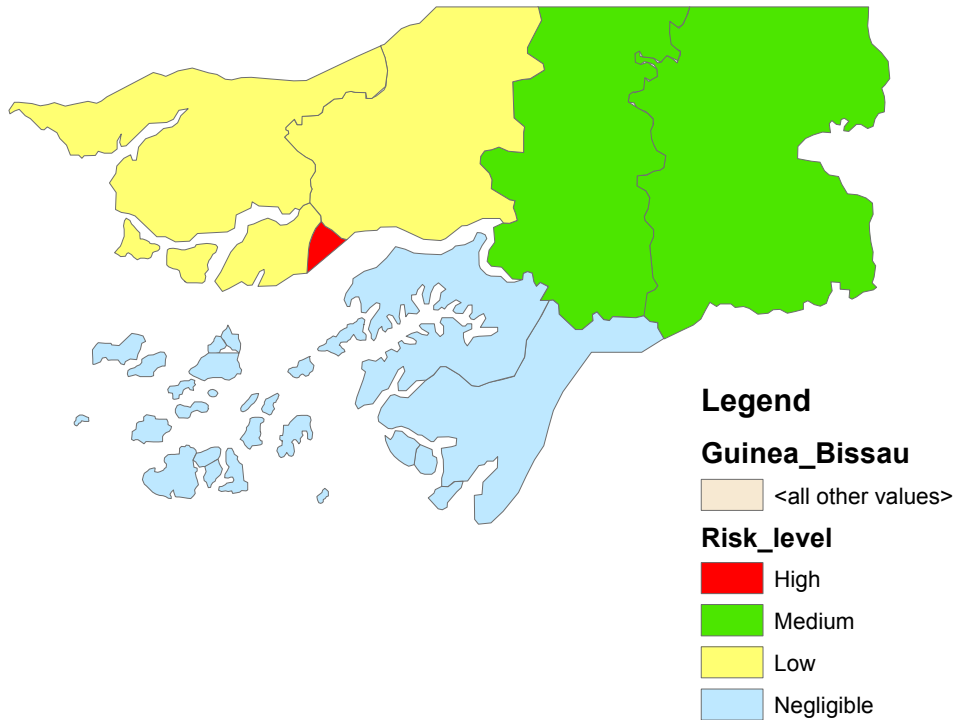 Legend
Guinea_Bissau
<all other values>
Risk_level
High
Medium
Low
Negligible